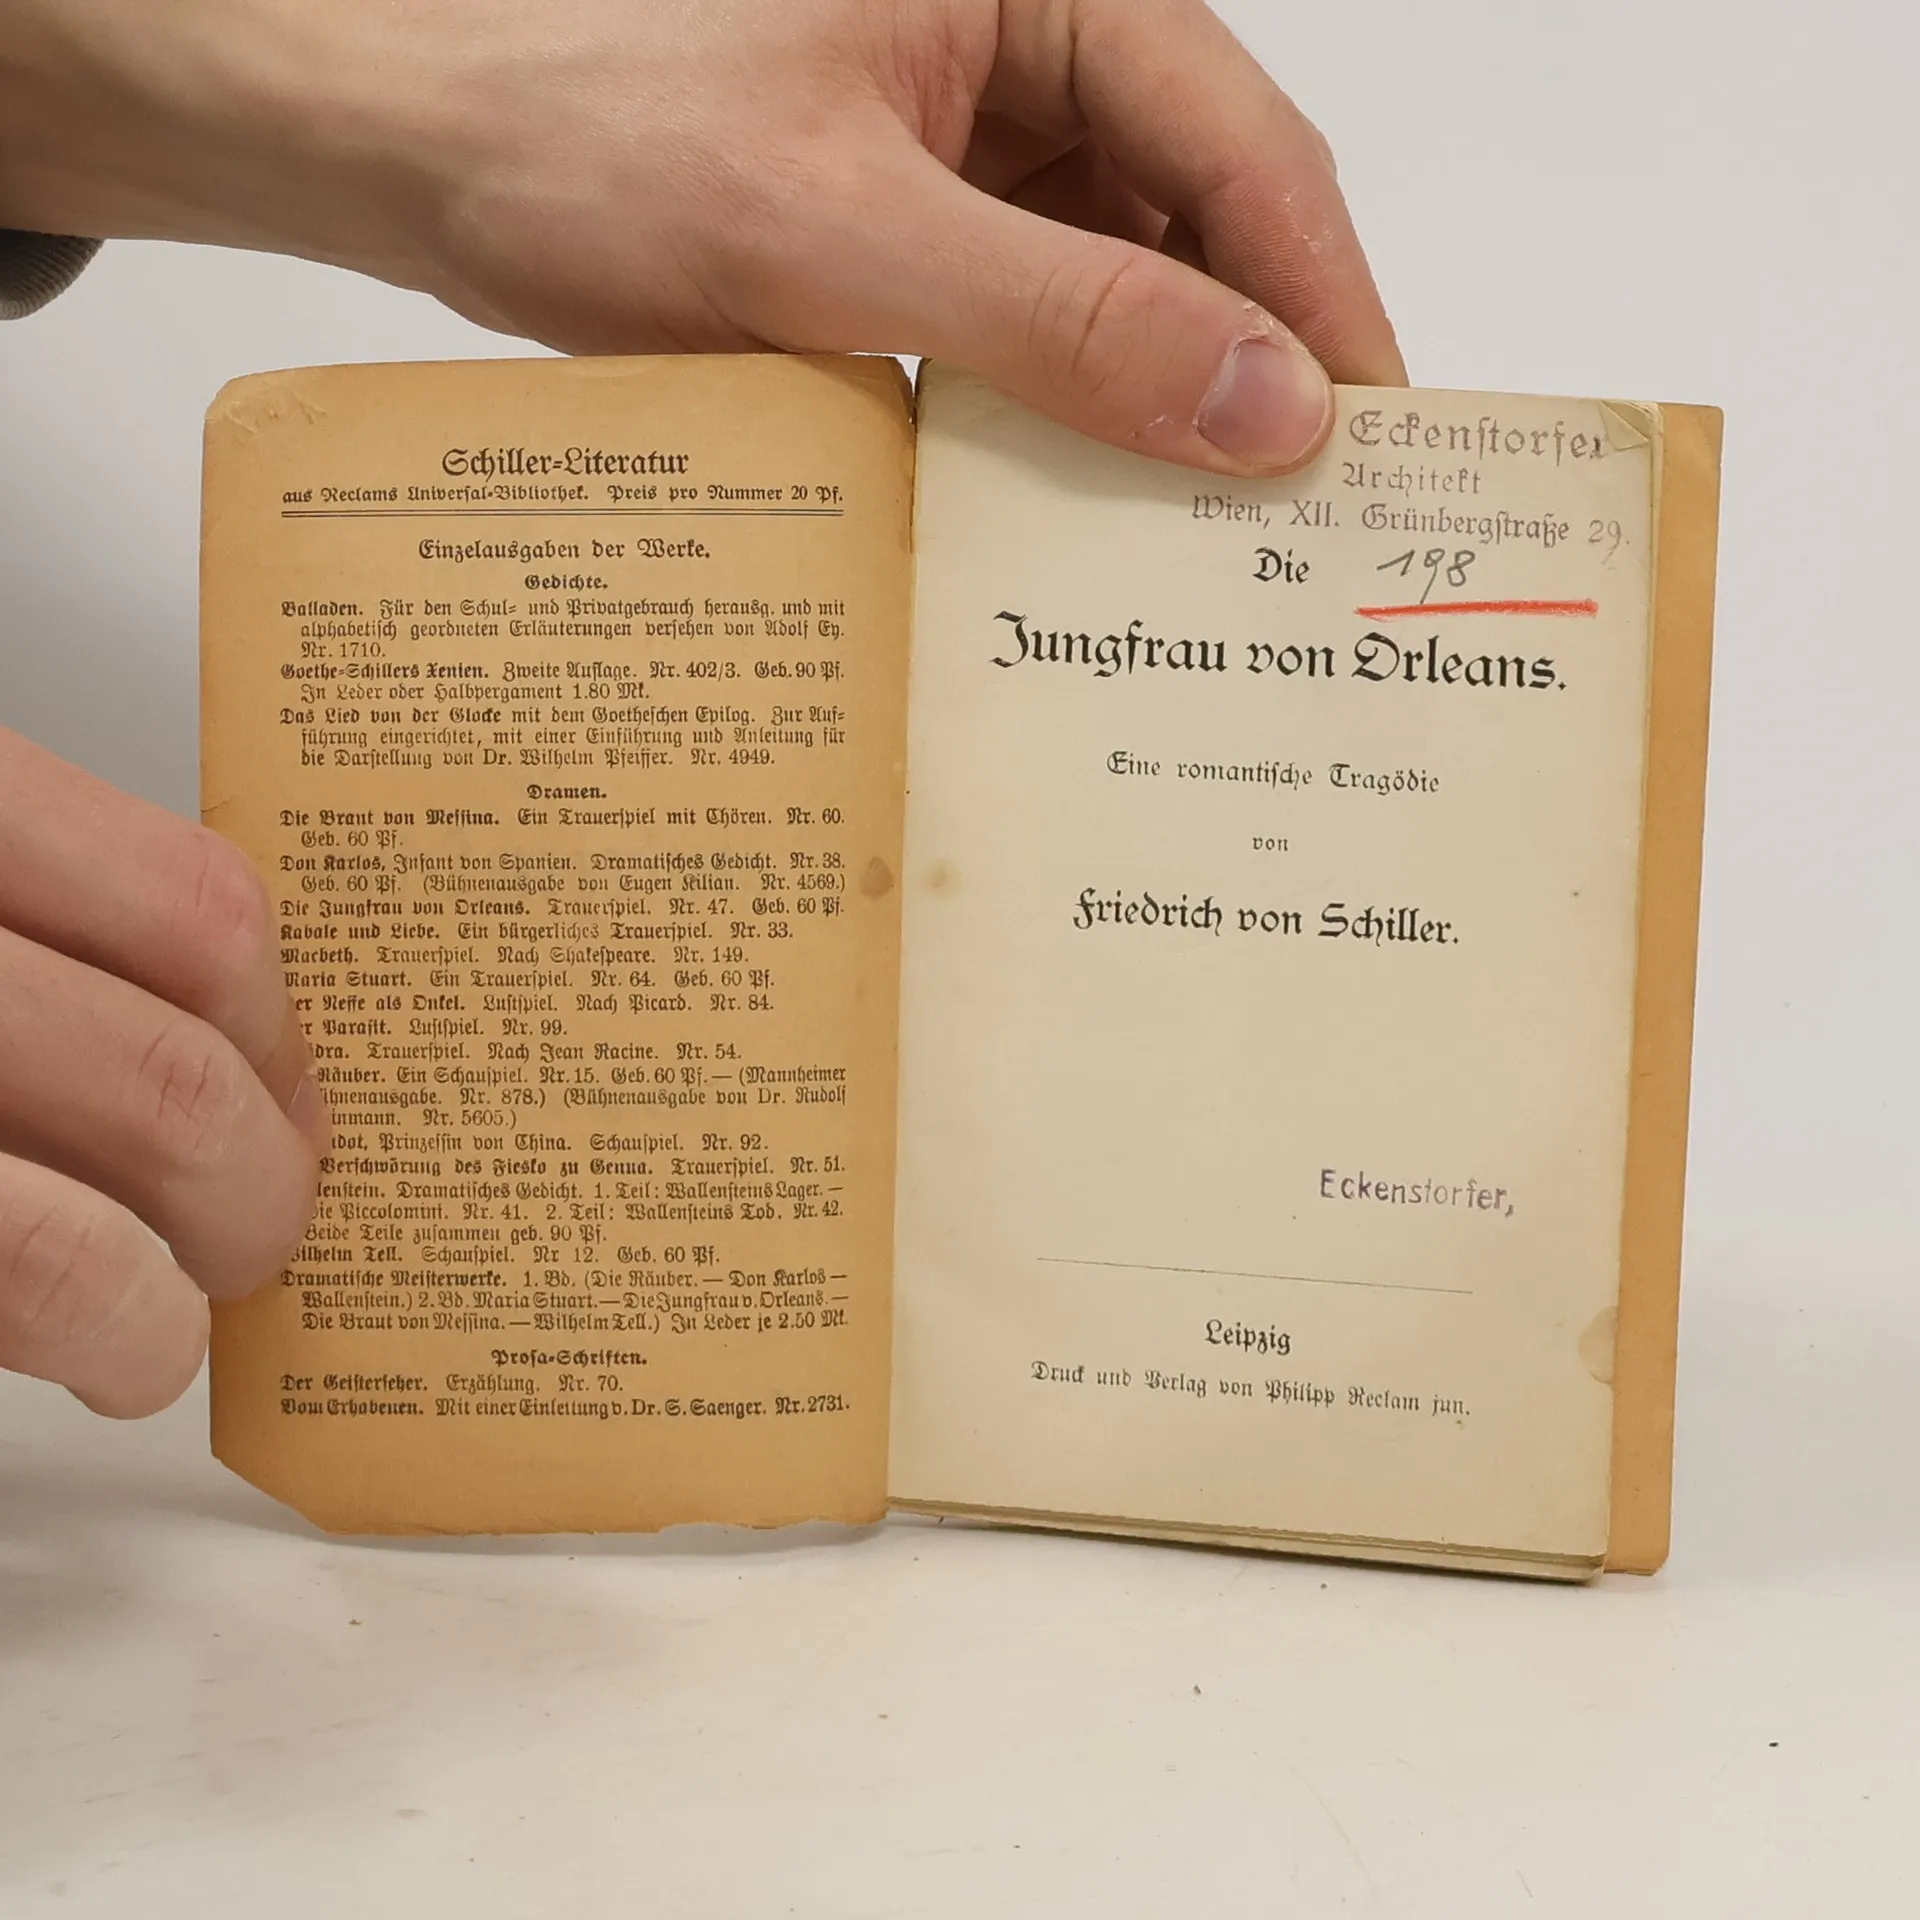 Schiller-Literatur
aus Reclams Universal-Bibliothek. Preis pro Nummer 20 Pf.
Einzelausgaben der Werke.
Gedichte.
Balladen. Für den Schul- und Privatgebrauch herausg. und mit
alphabetisch geordneten Erläuterungen versehen von Adolf Ey.
Nr. 1710.
Goethe-Schillers Xenien. Zweite Auflage. Nr. 402/3. Geb. 90 Pf.
In Leder oder Halbpergament 1.80 Mk.
Das Lied von der Glocke mit dem Goetheschen Epilog. Zur Auf-
führung eingerichtet, mit einer Einführung und Anleitung für
die Darstellung von Dr. Wilhelm Pfeiffer. Nr. 4949.
Dramen.
Die Braut von Messina. Ein Trauerspiel mit Chören. Nr. 60.
Geb. 60 Pf.
Don Karlos, Infant von Spanien. Dramatisches Gedicht. Nr. 38.
Geb. 60 Pf. (Bühnenausgabe von Eugen Kilian. Nr. 4569.)
Die Jungfrau von Orleans. Trauerspiel. Nr. 47. Geb. 60 Pf.
Kabale und Liebe. Ein bürgerliches Trauerspiel. Nr. 33.
Macbeth. Trauerspiel. Nach Shakespeare. Nr. 149.
Maria Stuart. Ein Trauerspiel. Nr. 64. Geb. 60 Pf.
er Neffe als Onkel. Lustspiel. Nach Picard. Nr. 84.
r Parasit. Lustspiel. Nr. 99.
dra. Trauerspiel. Nach Jean Racine. Nr. 54.
Räuber. Ein Schauspiel. Nr. 15. Geb. 60 Pf. — (Mannheimer
ühnenausgabe. Nr. 878.) (Bühnenausgabe von Dr. Rudolf
inmann. Nr. 5605.)
dot, Prinzessin von China. Schauspiel. Nr. 92.
Verschwörung des Fiesko zu Genua. Trauerspiel. Nr. 51.
lenstein. Dramatisches Gedicht. 1. Teil: Wallensteins Lager. —
ie Piccolomini. Nr. 41. 2. Teil: Wallensteins Tod. Nr. 42.
Beide Teile zusammen geb. 90 Pf.
ilhelm Tell. Schauspiel. Nr 12. Geb. 60 Pf.
Dramatische Meisterwerke. 1. Bd. (Die Räuber. — Don Karlos —
Wallenstein.) 2. Bd. Maria Stuart. — Die Jungfrau v. Orleans. —
Die Braut von Messina. — Wilhelm Tell.) In Leder je 2.50 Mk.
Prosa-Schriften.
Der Geisterseher. Erzählung. Nr. 70.
Vom Erhabenen. Mit einer Einleitung v. Dr. S. Saenger. Nr. 2731.
Eckenstorfer
Architekt
Wien, XII. Grünbergstraße 29.
Die 198
Jungfrau von Orleans.
Eine romantische Tragödie
von
Friedrich von Schiller.
Eckenstorfer,
Leipzig
Druck und Verlag von Philipp Reclam jun.